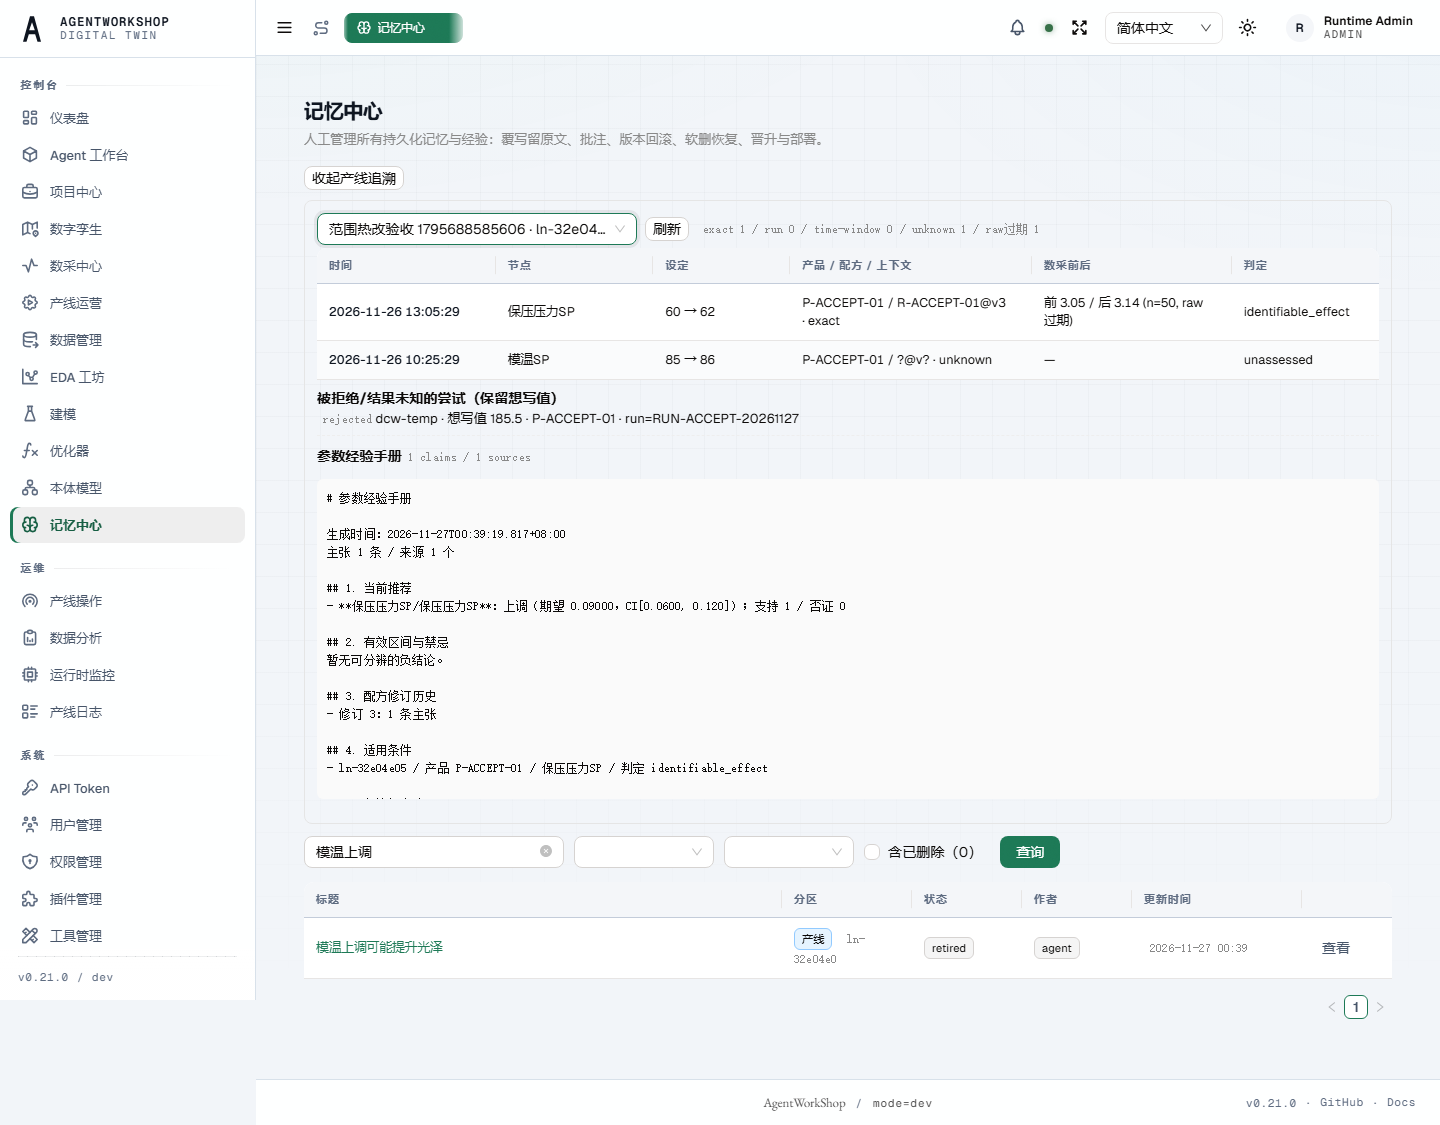 AGENTWORKSHOP
DIGITAL TWIN
记忆中心
简体中文
R
Runtime Admin
ADMIN
控制台
仪表盘
Agent 工作台
项目中心
数字孪生
数采中心
产线运营
数据管理
EDA 工坊
建模
优化器
本体模型
记忆中心
运维
产线操作
数据分析
运行时监控
产线日志
系统
API Token
用户管理
权限管理
插件管理
工具管理
v0.21.0 / dev
记忆中心
人工管理所有持久化记忆与经验：覆写留原文、批注、版本回滚、软删恢复、晋升与部署。
收起产线追溯
范围热改验收 1795688585606 · ln-32e04...
刷新
exact 1 / run 0 / time-window 0 / unknown 1 / raw过期 1
时间 节点 设定 产品 / 配方 / 上下文 数采前后 判定
2026-11-26 13:05:29 保压压力SP 60 → 62 P-ACCEPT-01 / R-ACCEPT-01@v3 · exact 前 3.05 / 后 3.14 (n=50, raw 过期) identifiable_effect
2026-11-26 10:25:29 模温SP 85 → 86 P-ACCEPT-01 / ?@v? · unknown — unassessed
被拒绝/结果未知的尝试（保留想写值）
rejected dcw-temp · 想写值 185.5 · P-ACCEPT-01 · run=RUN-ACCEPT-20261127
参数经验手册 1 claims / 1 sources
# 参数经验手册
生成时间：2026-11-27T00:39:19.817+08:00
主张 1 条 / 来源 1 个
## 1. 当前推荐
- **保压压力SP/保压压力SP**：上调（期望 0.09000，CI[0.0600, 0.120]）；支持 1 / 否证 0
## 2. 有效区间与禁忌
暂无可分辨的负结论。
## 3. 配方修订历史
- 修订 3：1 条主张
## 4. 适用条件
- ln-32e04e05 / 产品 P-ACCEPT-01 / 保压压力SP / 判定 identifiable_effect
模温上调
含已删除（0）
查询
标题 分区 状态 作者 更新时间
模温上调可能提升光泽 产线 ln-32e04e0 retired agent 2026-11-27 00:39 查看
1
AgentWorkShop / mode=dev
v0.21.0 · GitHub · Docs